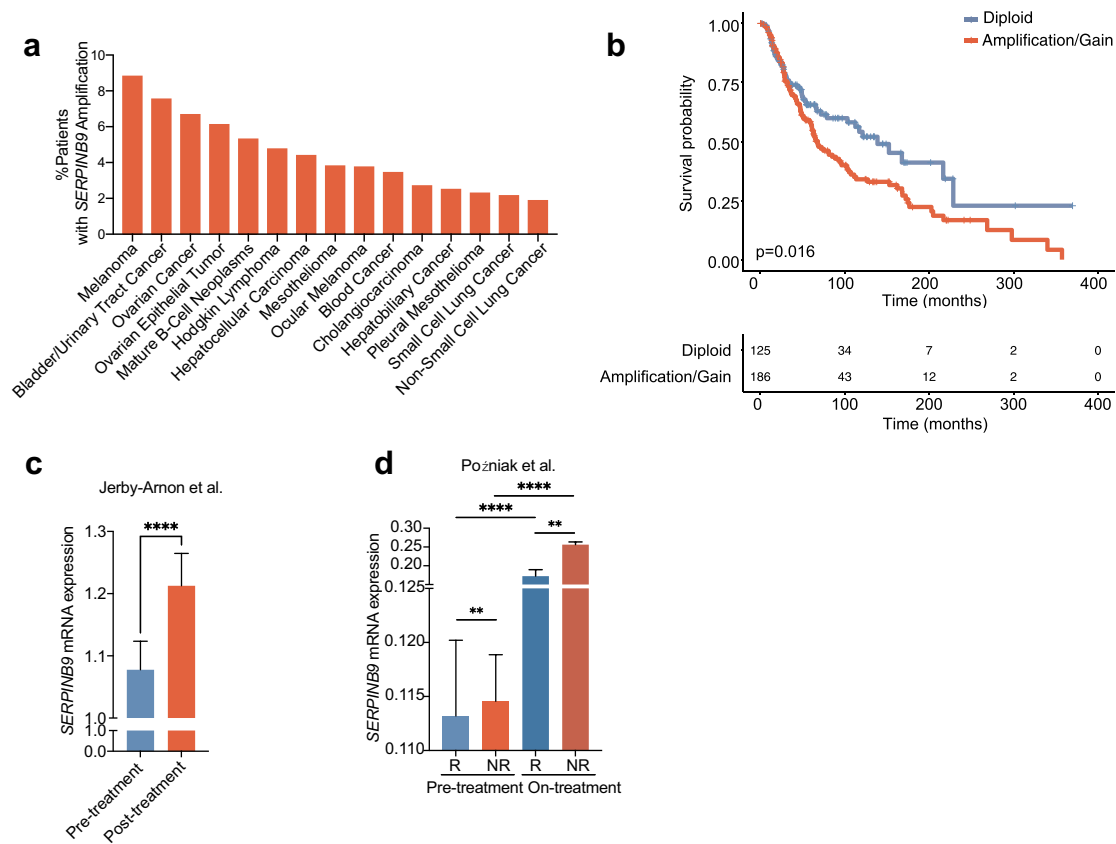 a
%Patients
with SERPINB9 Amplification
10
8
6
4
2
0
Melanoma
Bladder/Urinary Tract Cancer
Ovarian Cancer
Ovarian Epithelial Tumor
Mature B-Cell Neoplasms
Hodgkin Lymphoma
Hepatocellular Carcinoma
Mesothelioma
Ocular Melanoma
Blood Cancer
Cholangiocarcinoma
Hepatobiliary Cancer
Pleural Mesothelioma
Small Cell Lung Cancer
Non-Small Cell Lung Cancer
b
Diploid
Amplification/Gain
Survival probability
1.00
0.75
0.50
0.25
0.00
p=0.016
0 100 200 300 400
Time (months)
Diploid 125 34 7 2 0
Amplification/Gain 186 43 12 2 0
0 100 200 300 400
Time (months)
c
Jerby-Arnon et al.
SERPINB9 mRNA expression
****
1.3
1.2
1.1
1.0
1.0
0.0
Pre-treatment
Post-treatment
d
Poźniak et al.
SERPINB9 mRNA expression
****
****
**
**
0.30
0.25
0.20
0.125
0.120
0.115
0.110
R NR R NR
Pre-treatment On-treatment